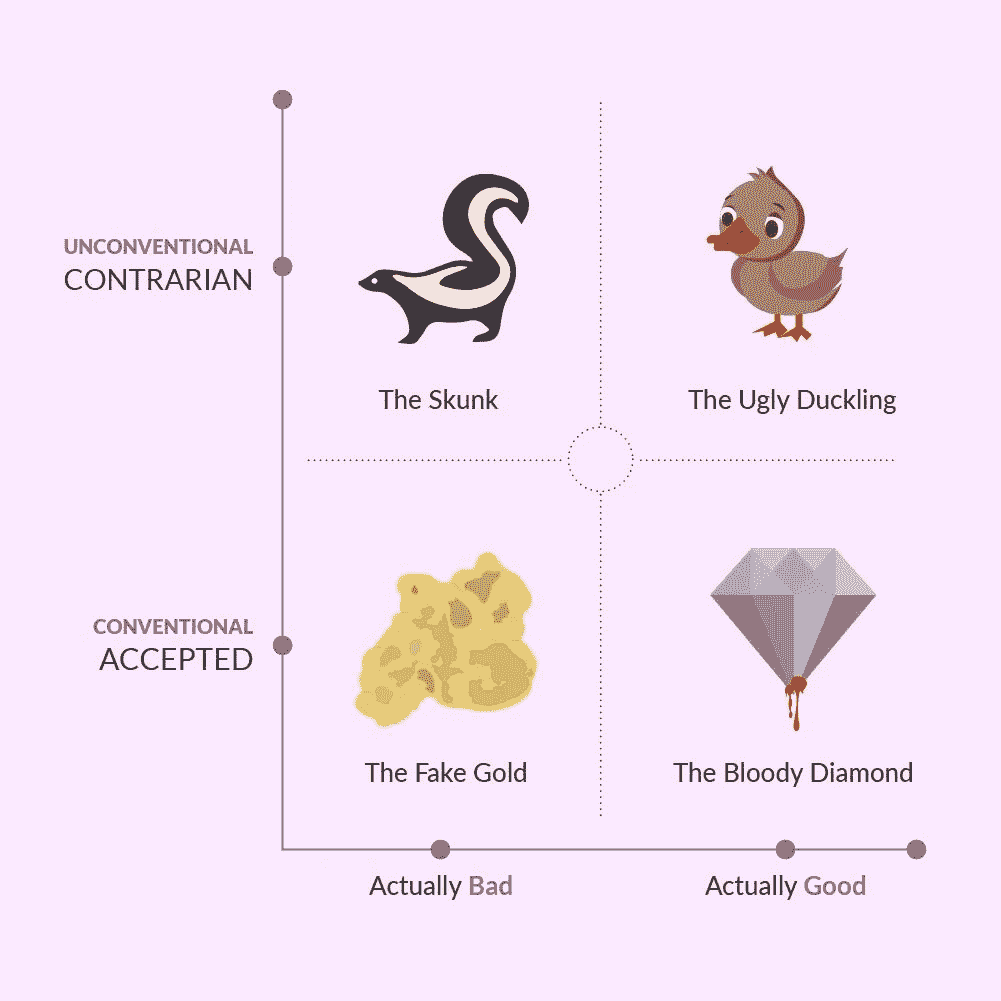 UNCONVENTIONAL
CONTRARIAN
The Skunk
The Ugly Duckling
CONVENTIONAL
ACCEPTED
The Fake Gold
The Bloody Diamond
Actually Bad
Actually Good